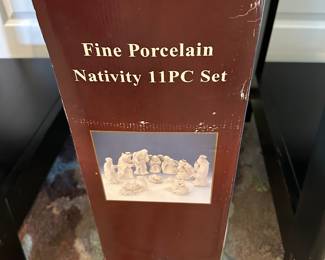 Fine Porcelain
Nativity 11PC Set